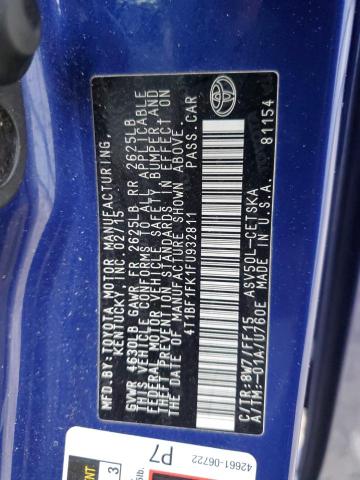 MFD. BY: TOYOTA MOTOR MANUFACTURING,
KENTUCKY, INC. 02/15
GVWR 4630LB GAWR FR 2625LB RR 2625LB
THIS VEHICLE CONFORMS TO ALL APPLICABLE
FEDERAL MOTOR VEHICLE SAFETY BUMPER, AND
THEFT PREVENTION STANDARDS IN EFFECT ON
THE DATE OF MANUFACTURE SHOWN ABOVE.
4T1BF1FK1FU932811 PASS. CAR
C/TR:8W7/FF15 ASV50L-CETSKA
A/TM:-01A/U760E MADE IN U.S.A. 81154
TOYOTA
42661-06722
P7
3